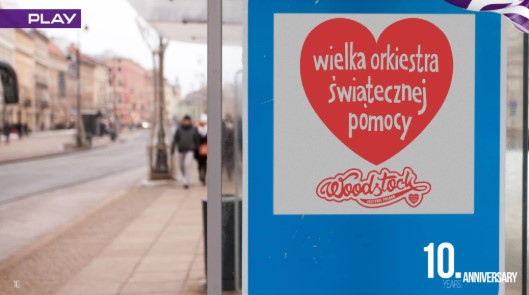 PLAY
wielka orkiestra
świątecznej
pomocy
Woodstock
10.
YEARS ANNIVERSARY
10